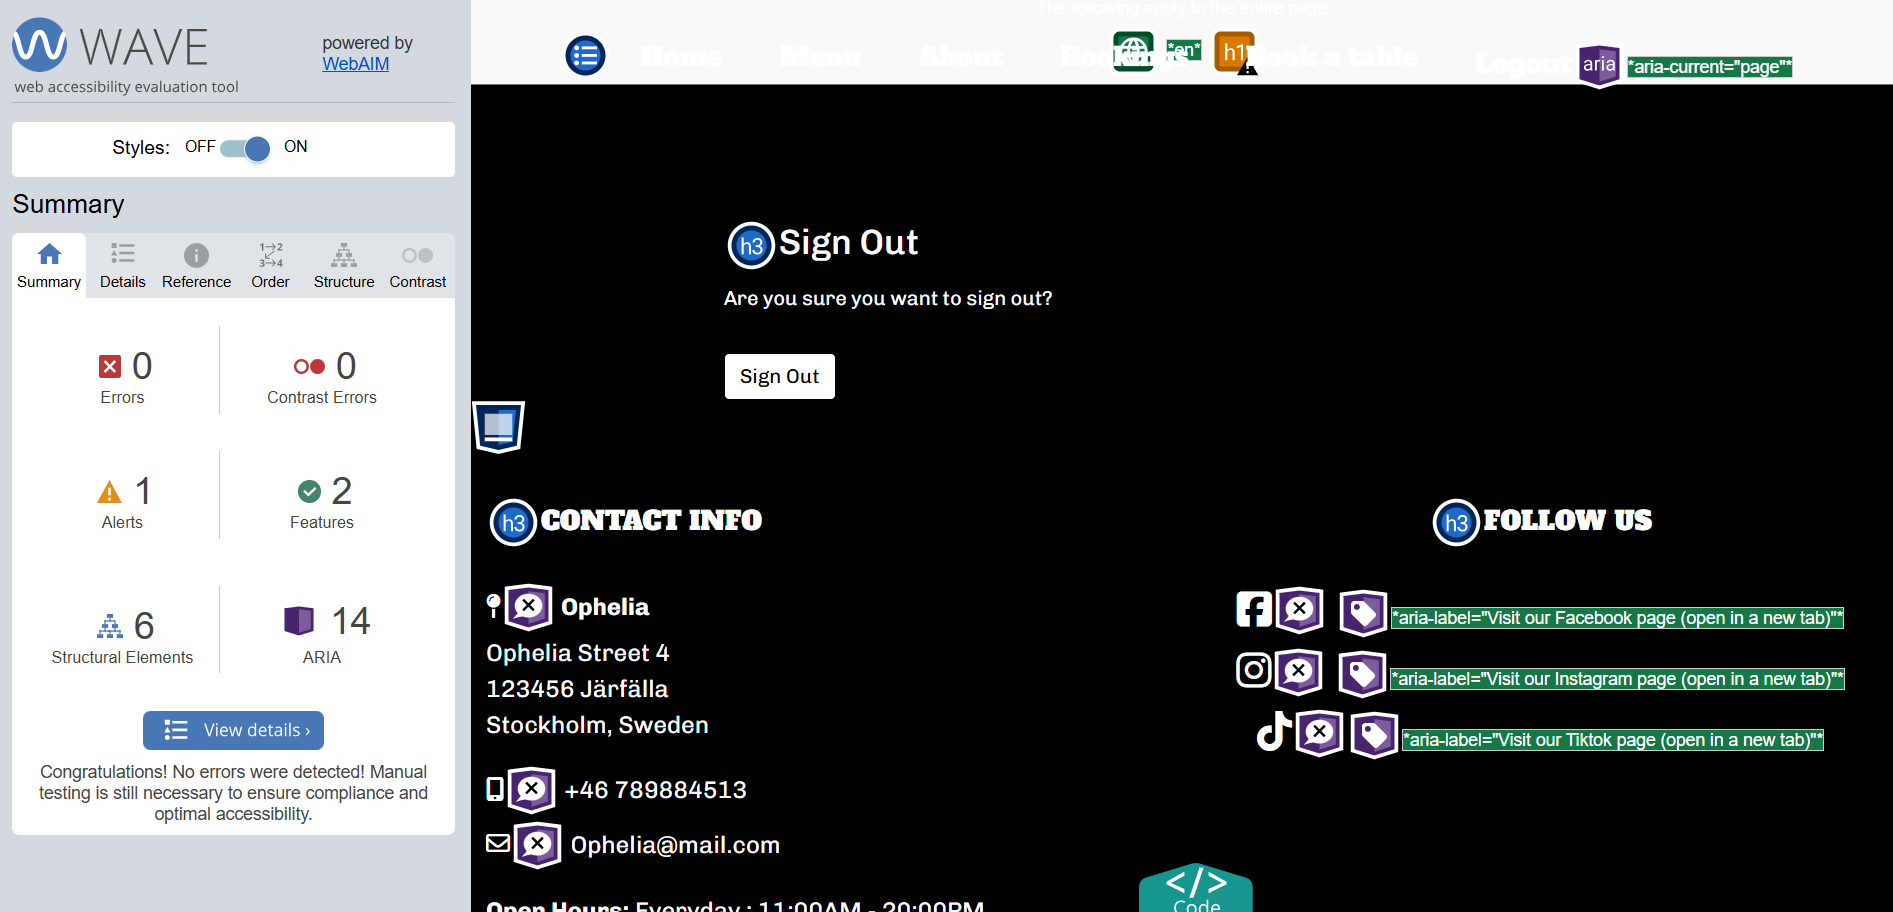 WAVE
powered by
WebAIM
web accessibility evaluation tool
Styles: OFF ON
Summary
Summary Details Reference Order Structure Contrast
0
Errors
0
Contrast Errors
1
Alerts
2
Features
6
Structural Elements
14
ARIA
View details ›
Congratulations! No errors were detected! Manual
testing is still necessary to ensure compliance and
optimal accessibility.
The following apply to the entire page:
Home Menu About Bookings *en* h1 Book a table Logout aria *aria-current="page"*
h3 Sign Out
Are you sure you want to sign out?
Sign Out
h3 CONTACT INFO
Ophelia
Ophelia Street 4
123456 Järfälla
Stockholm, Sweden
+46 789884513
Ophelia@mail.com
Open Hours: Everyday : 11:00AM - 20:00PM
h3 FOLLOW US
*aria-label="Visit our Facebook page (open in a new tab)"*
*aria-label="Visit our Instagram page (open in a new tab)"*
*aria-label="Visit our Tiktok page (open in a new tab)"*
</> Code